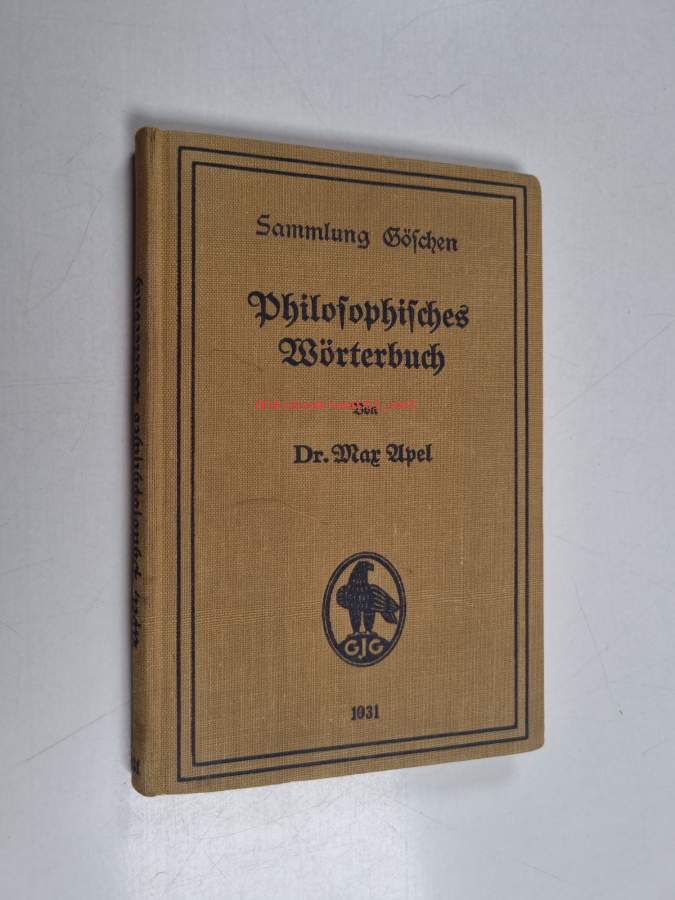 Sammlung Göschen
Philosophisches
Wörterbuch
Von
Dr. Max Apel
GJG
1031